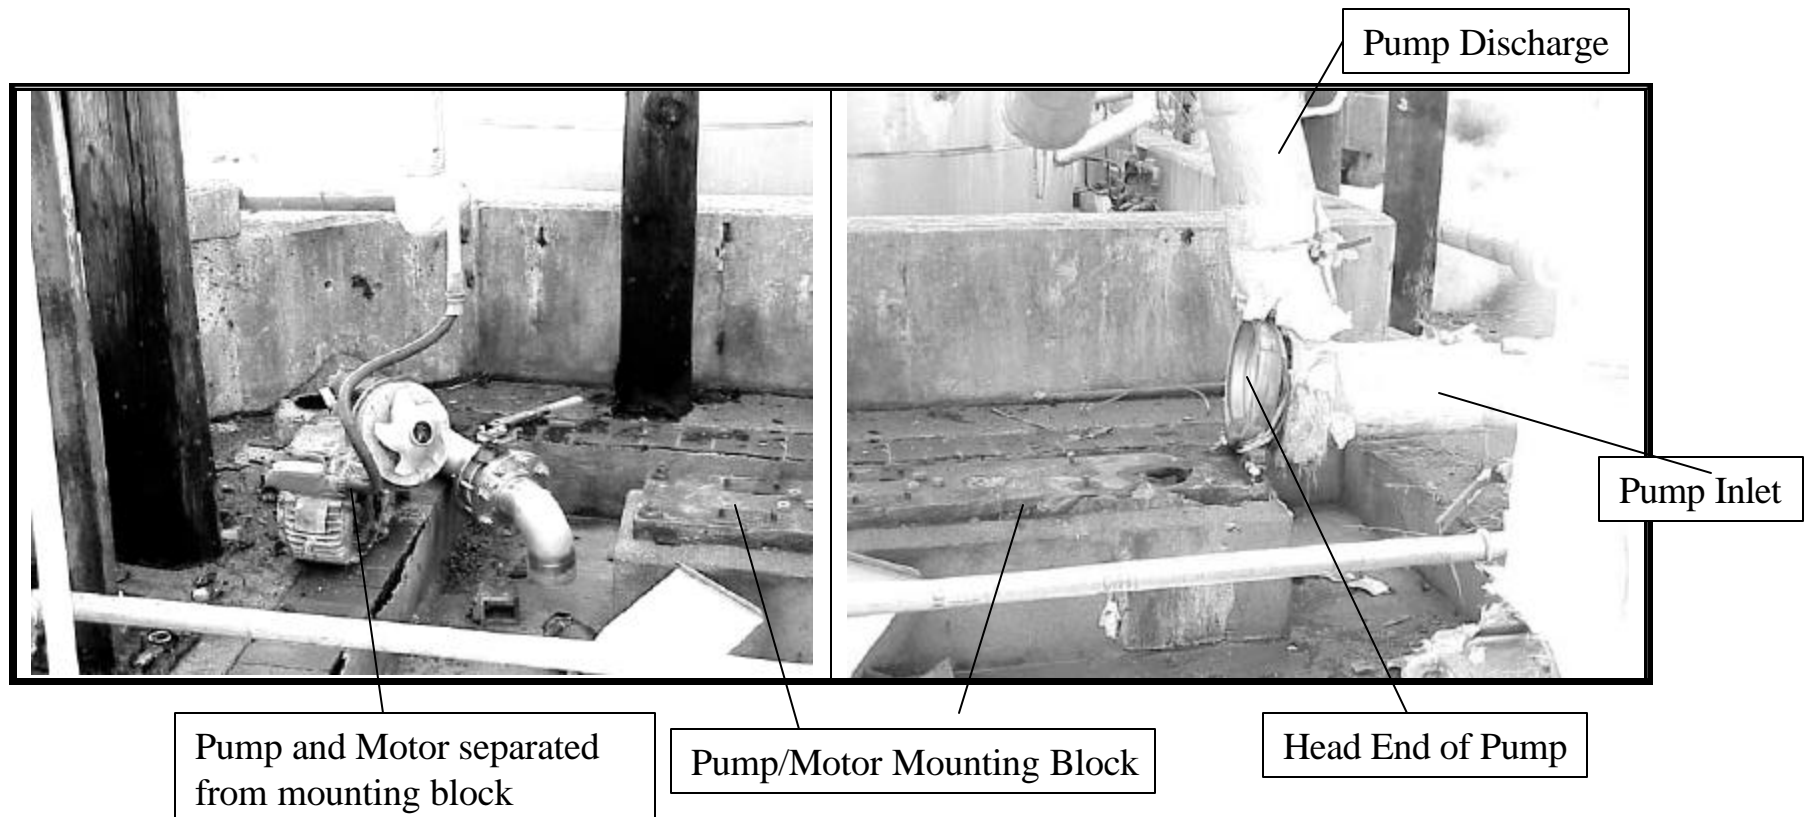 Pump Discharge
Pump Inlet
Pump and Motor separated
from mounting block
Pump/Motor Mounting Block
Head End of Pump